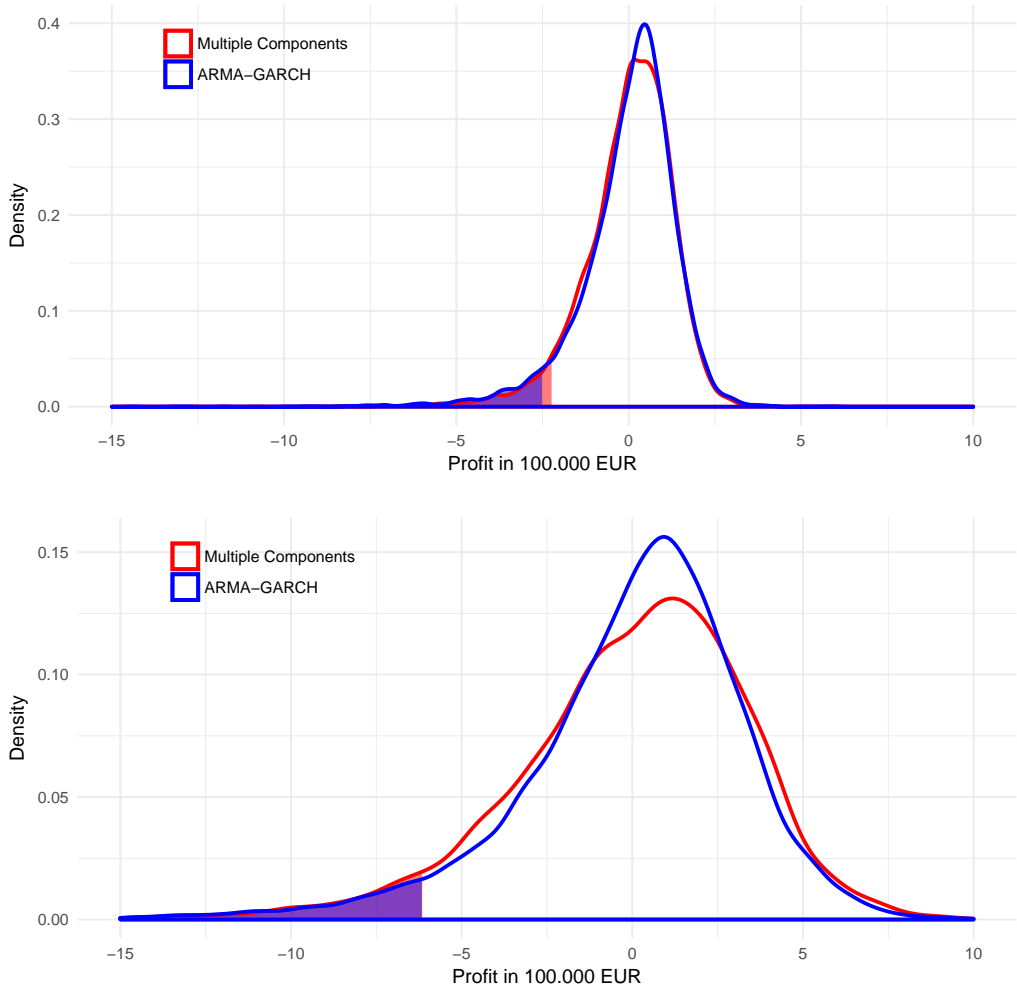 0.4
0.3
0.2
0.1
0.0
Density
Multiple Components
ARMA−GARCH
−15 −10 −5 0 5 10
Profit in 100.000 EUR
0.15
0.10
0.05
0.00
Density
Multiple Components
ARMA−GARCH
−15 −10 −5 0 5 10
Profit in 100.000 EUR